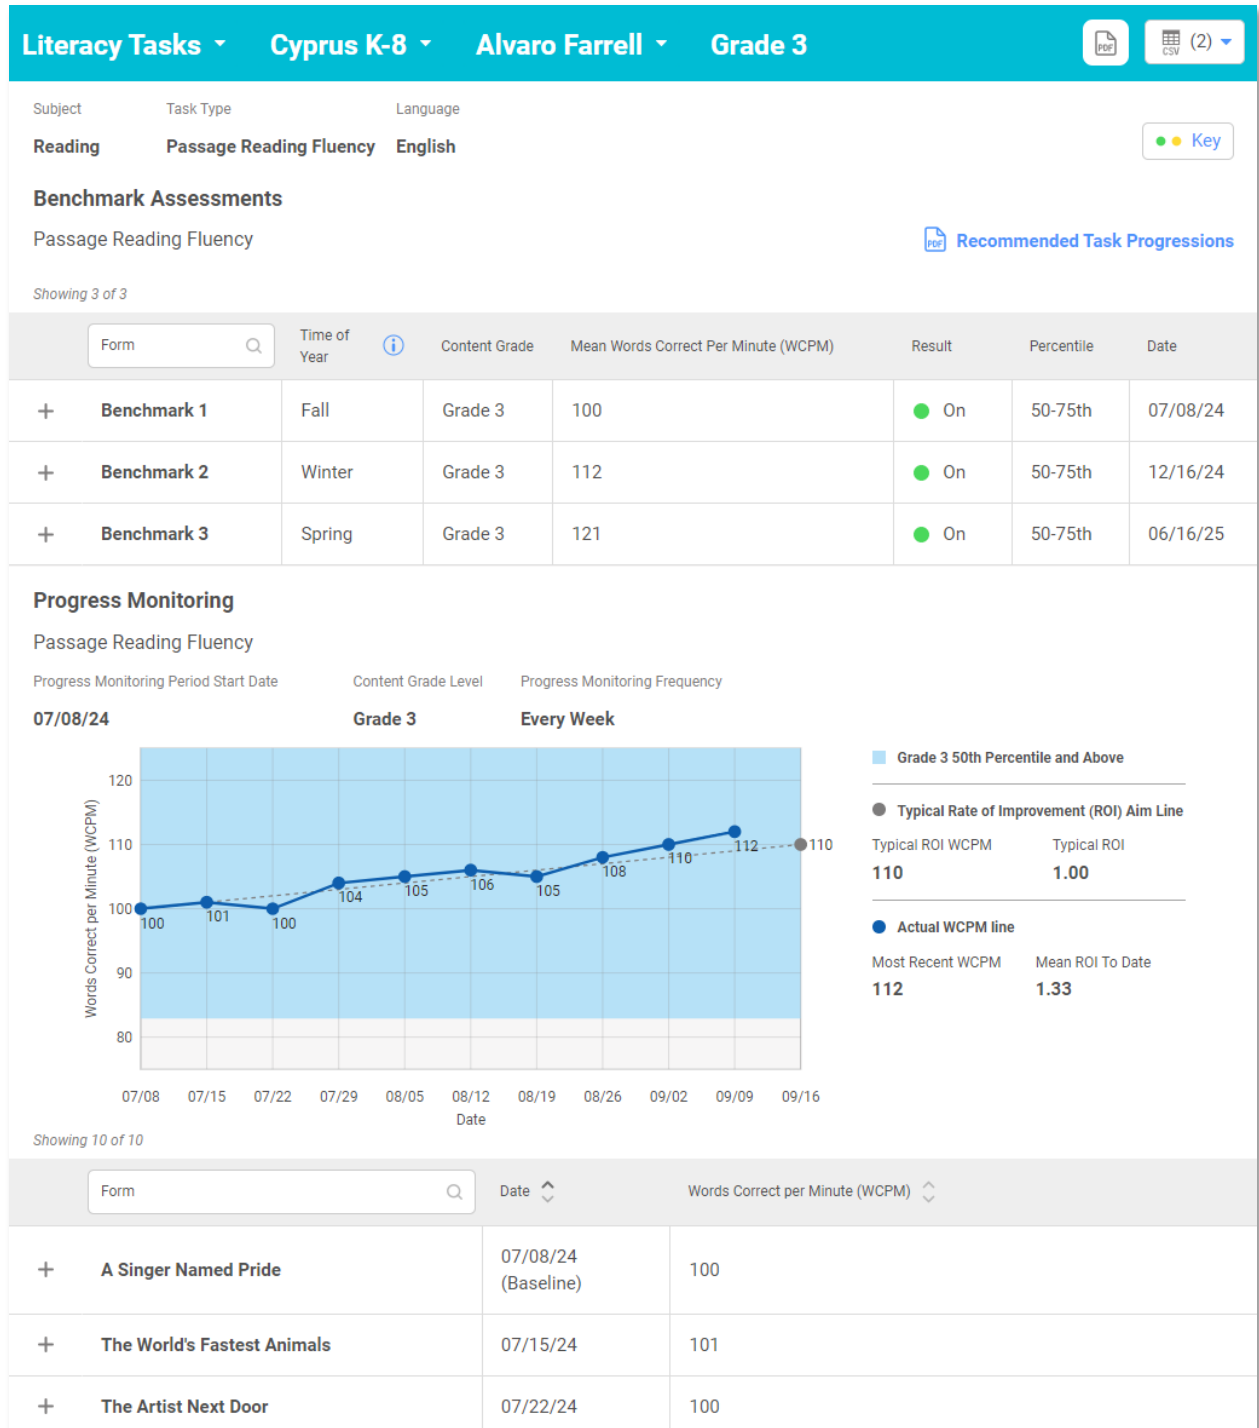 Literacy Tasks Cyprus K-8 Alvaro Farrell Grade 3 PDF CSV (2)
Subject Task Type Language
Reading Passage Reading Fluency English Key
Benchmark Assessments
Passage Reading Fluency PDF Recommended Task Progressions
Showing 3 of 3
Form Time of Year i Content Grade Mean Words Correct Per Minute (WCPM) Result Percentile Date
Benchmark 1 Fall Grade 3 100 On 50-75th 07/08/24
Benchmark 2 Winter Grade 3 112 On 50-75th 12/16/24
Benchmark 3 Spring Grade 3 121 On 50-75th 06/16/25
Progress Monitoring
Passage Reading Fluency
Progress Monitoring Period Start Date Content Grade Level Progress Monitoring Frequency
07/08/24 Grade 3 Every Week
Words Correct per Minute (WCPM)
120
110
100
90
80
100 101 100 104 105 106 105 108 110 112 110
07/08 07/15 07/22 07/29 08/05 08/12 08/19 08/26 09/02 09/09 09/16
Date
Grade 3 50th Percentile and Above
Typical Rate of Improvement (ROI) Aim Line
Typical ROI WCPM Typical ROI
110 1.00
Actual WCPM line
Most Recent WCPM Mean ROI To Date
112 1.33
Showing 10 of 10
Form Date Words Correct per Minute (WCPM)
A Singer Named Pride 07/08/24 (Baseline) 100
The World's Fastest Animals 07/15/24 101
The Artist Next Door 07/22/24 100